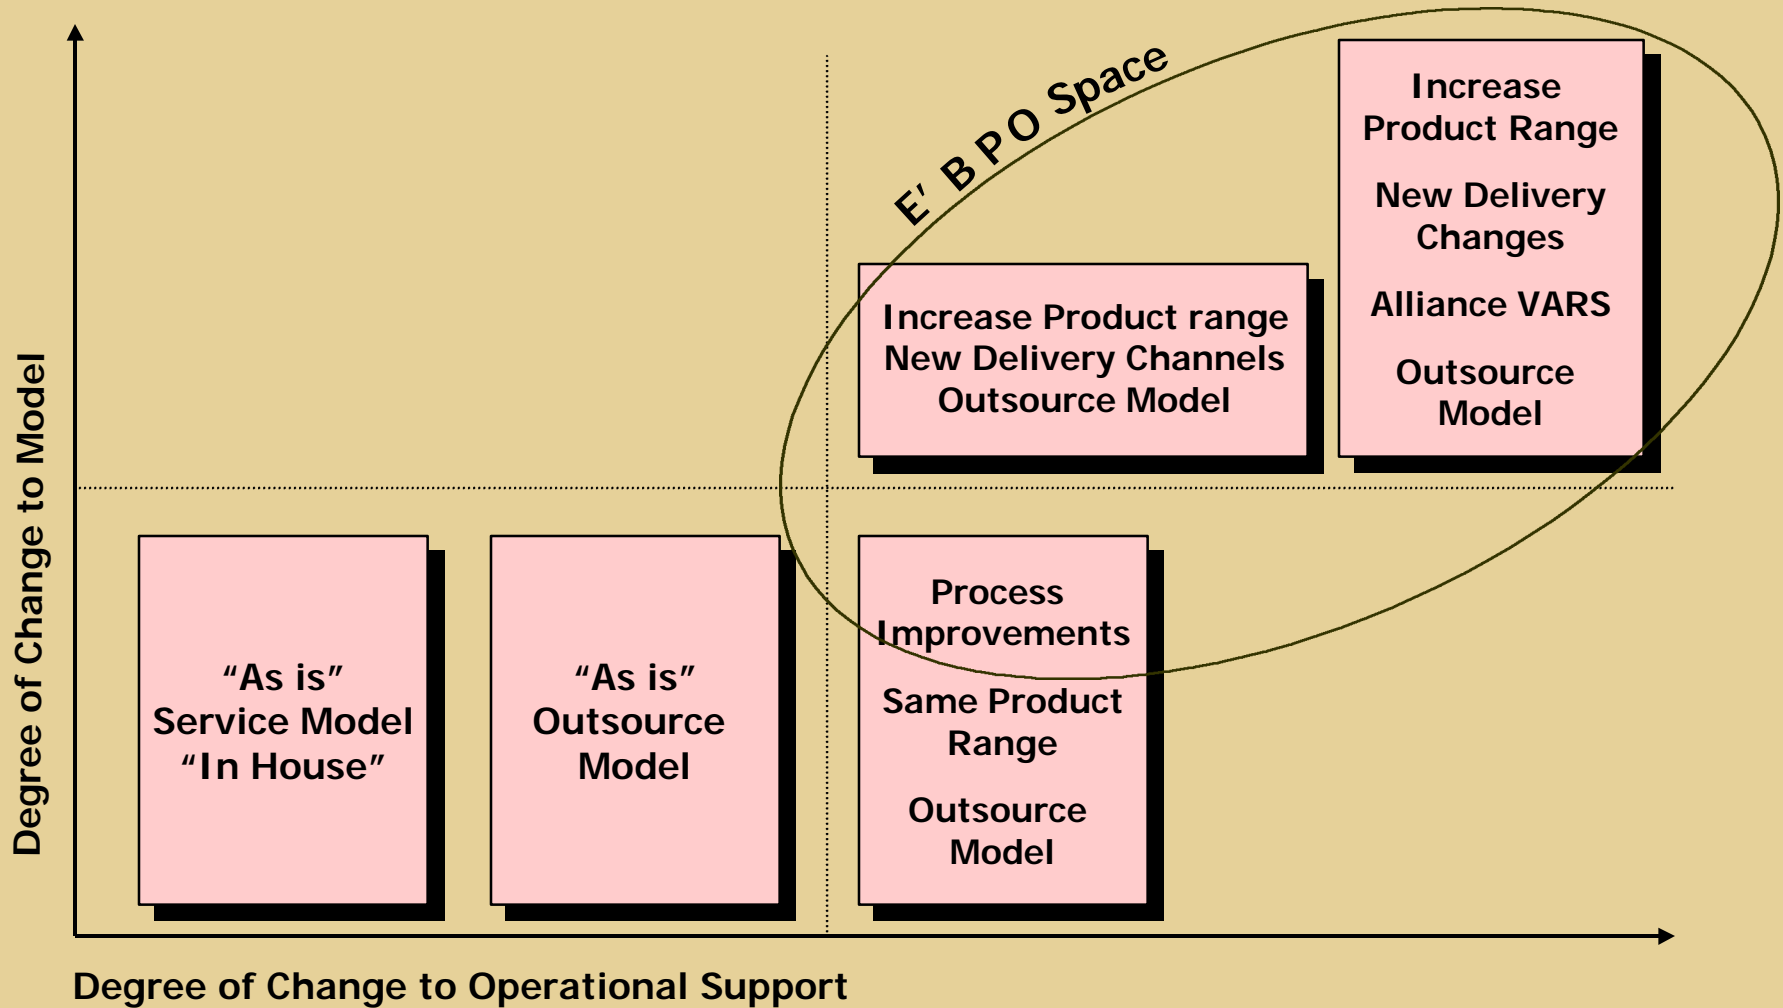 E' B P O Space
Increase
Product Range
New Delivery
Changes
Alliance VARS
Outsource
Model
Increase Product range
New Delivery Channels
Outsource Model
Degree of Change to Model
“As is”
Service Model
“In House”
“As is”
Outsource
Model
Process
Improvements
Same Product
Range
Outsource
Model
Degree of Change to Operational Support